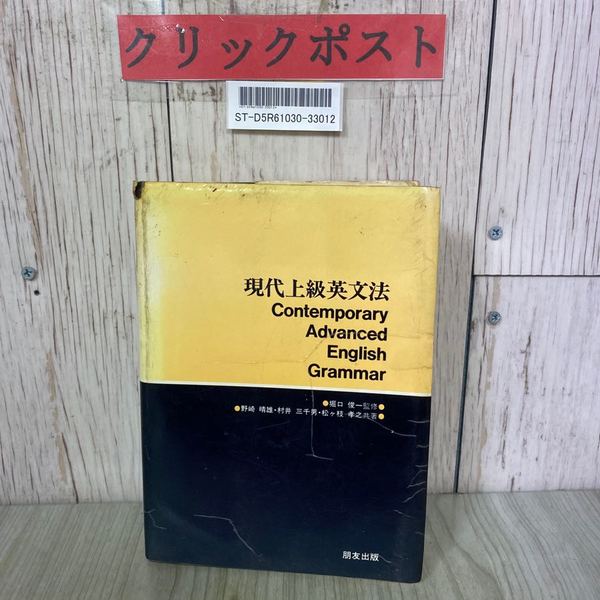 クリックポスト
ST-D5R61030-33012
現代上級英文法
Contemporary
Advanced
English
Grammar
●堀口 俊一監修●
●野崎 晴雄・村井 三千男・松ヶ枝 孝之共著●
朋友出版